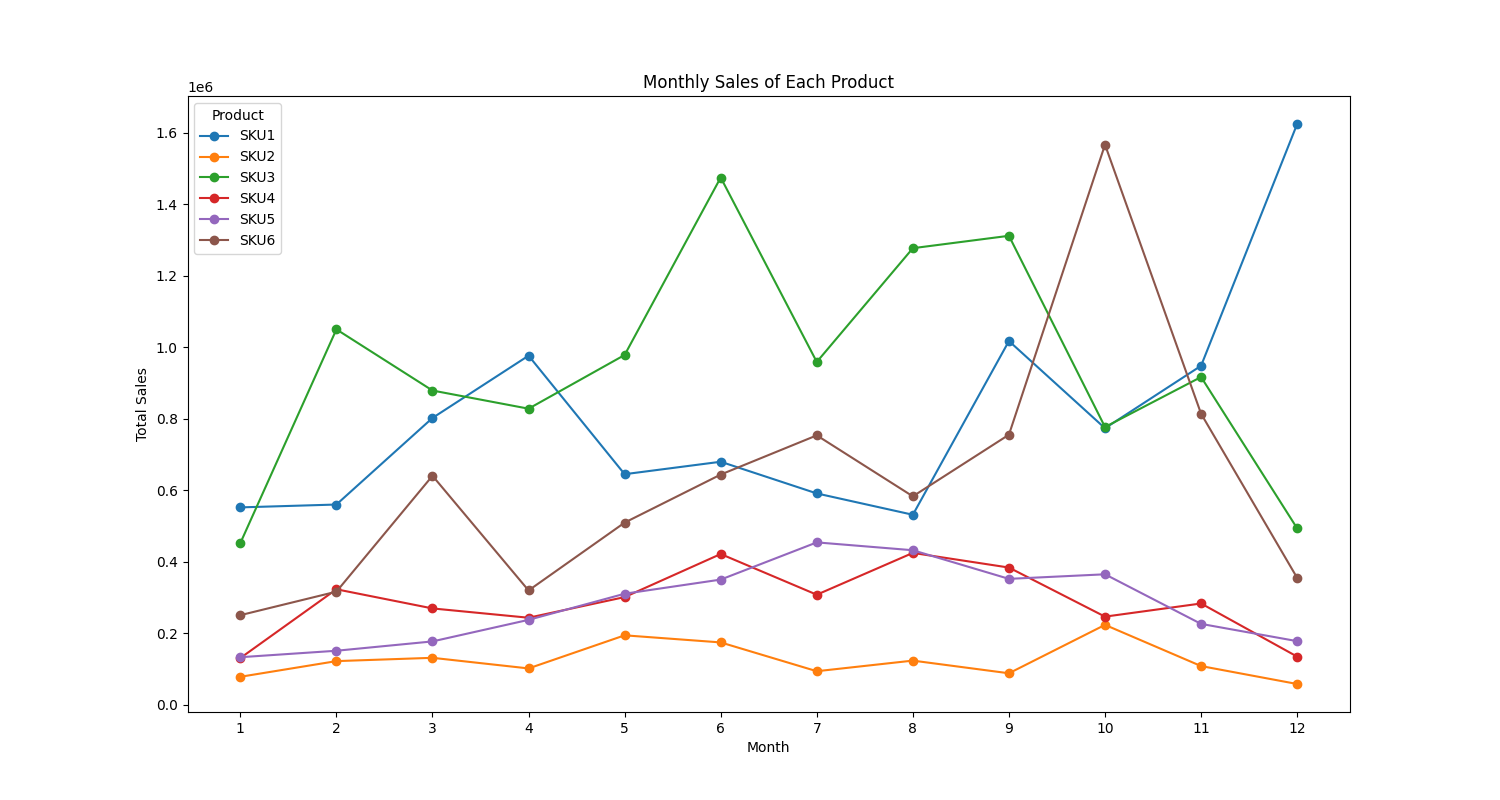 Monthly Sales of Each Product
1e6
Product
SKU1
SKU2
SKU3
SKU4
SKU5
SKU6
1.6
1.4
1.2
1.0
0.8
0.6
0.4
0.2
0.0
Total Sales
1 2 3 4 5 6 7 8 9 10 11 12
Month